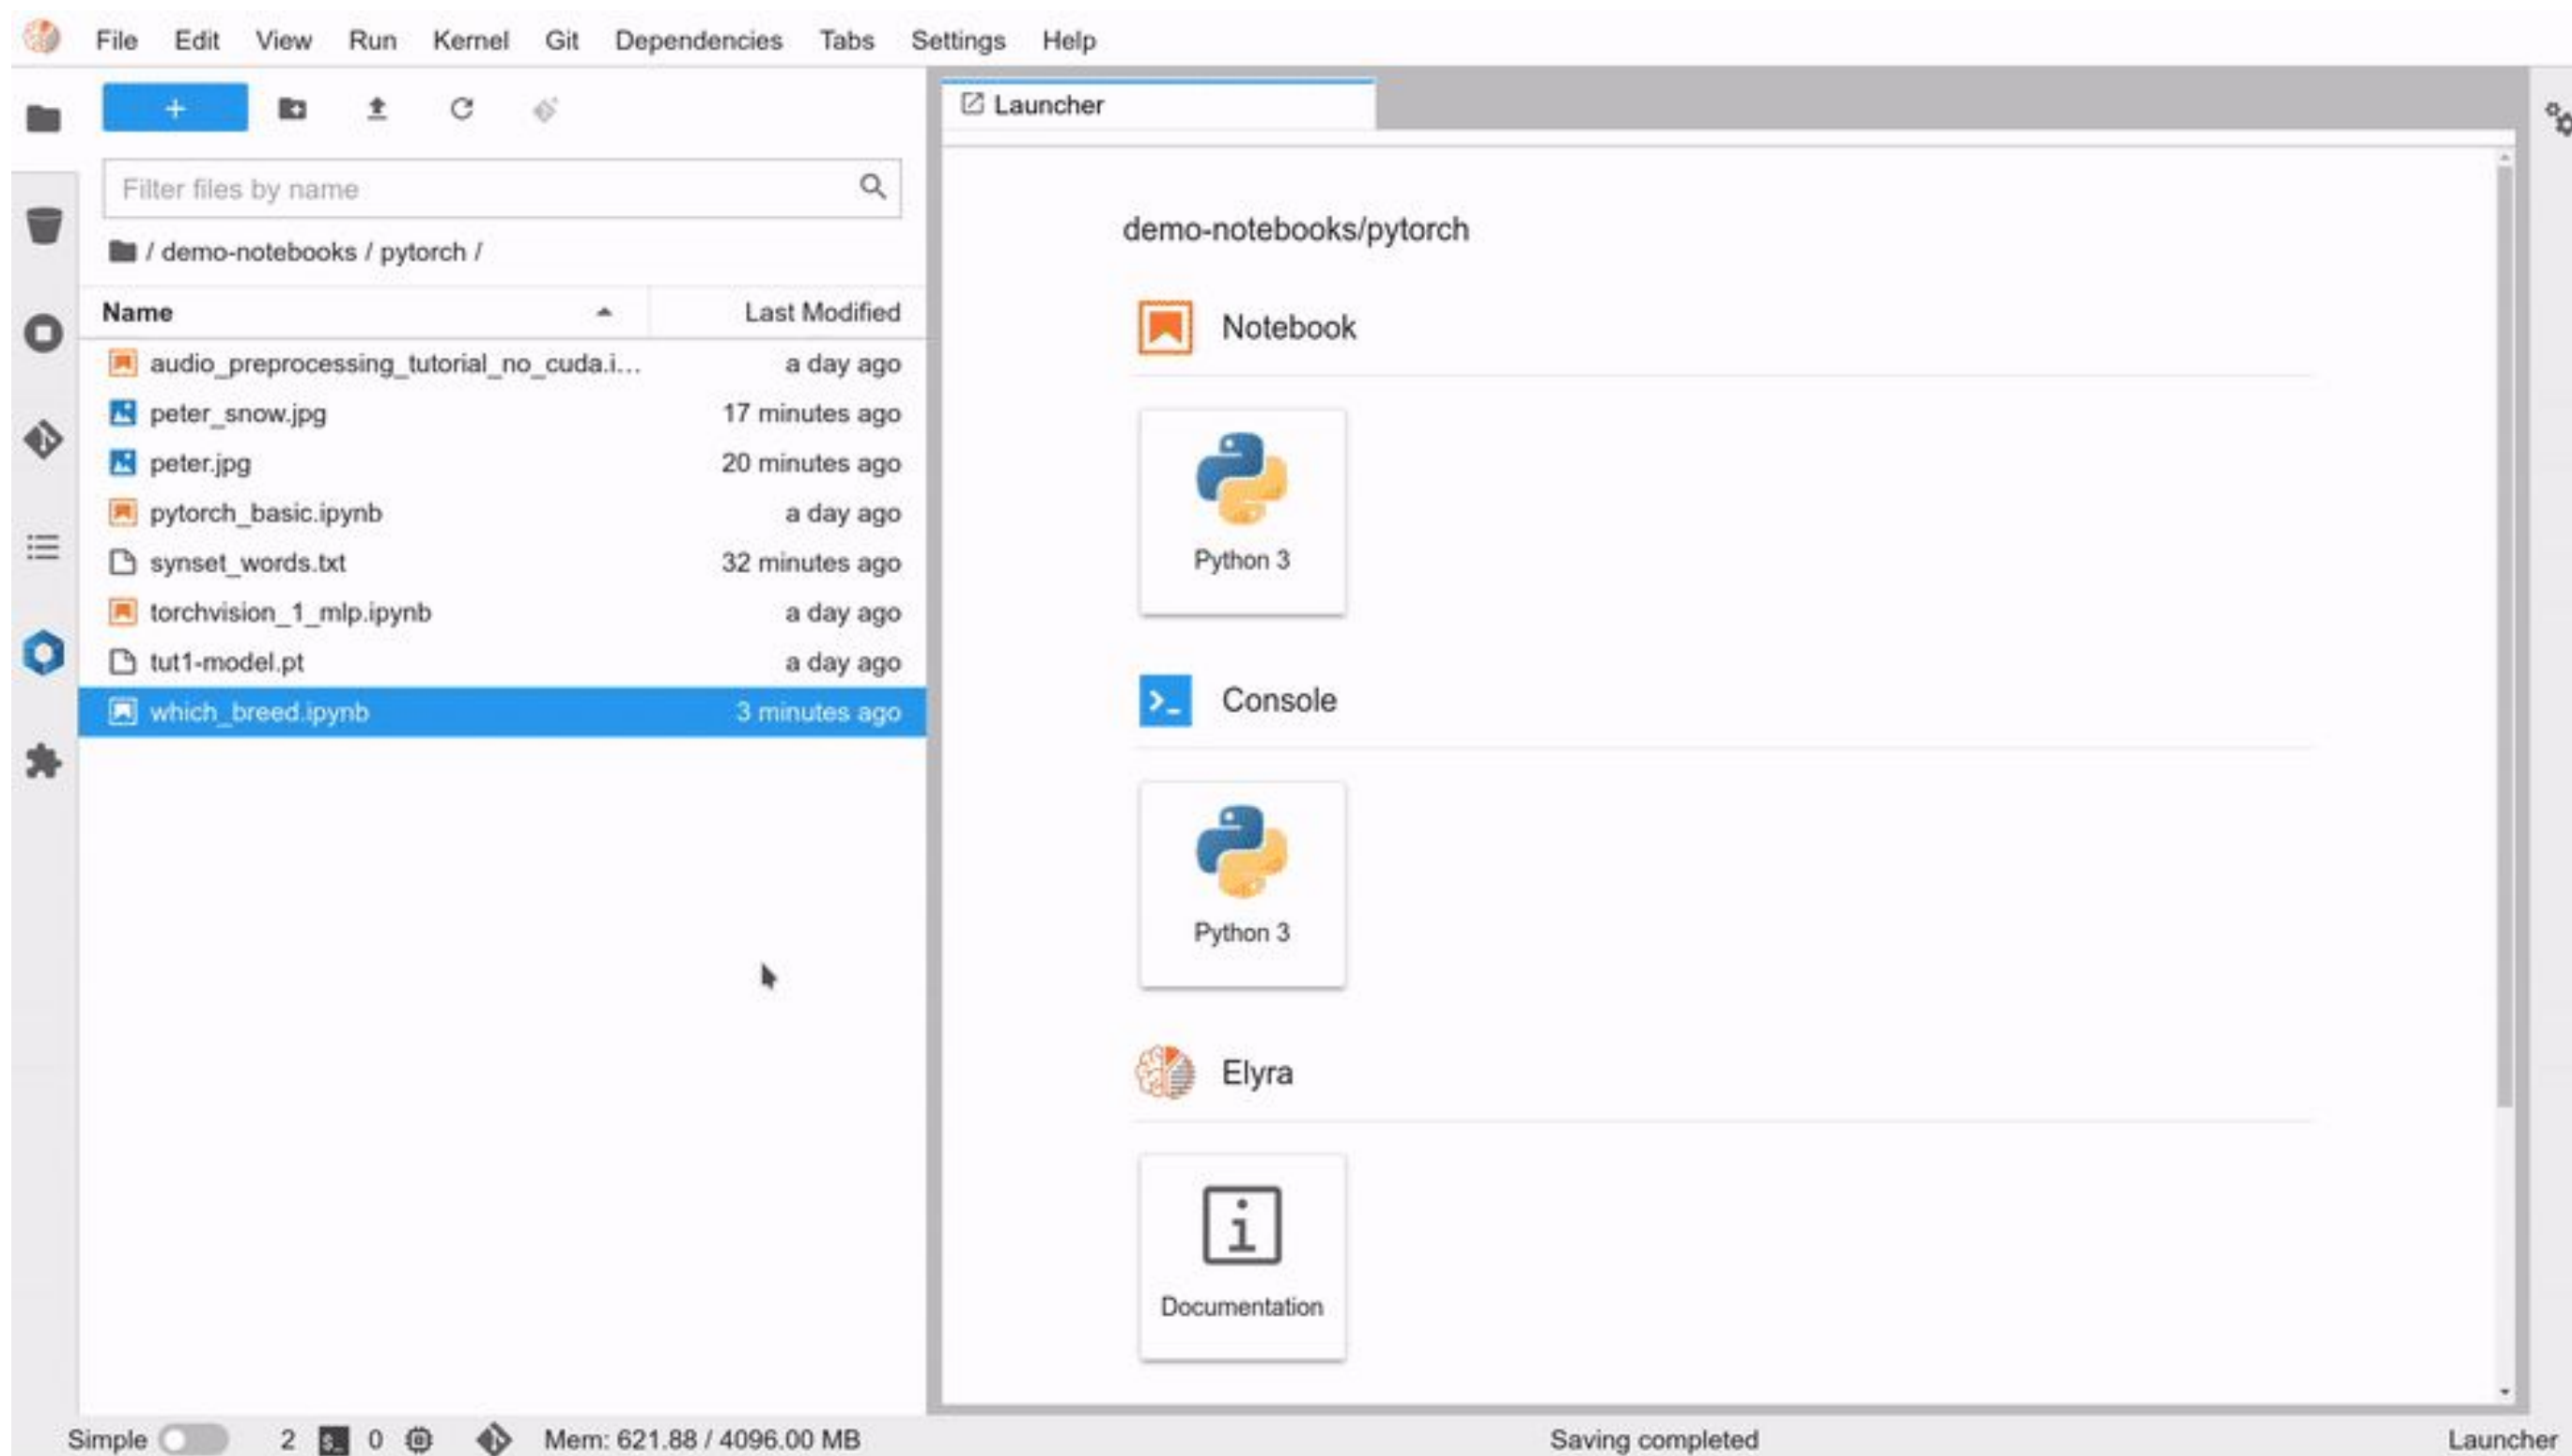 File Edit View Run Kernel Git Dependencies Tabs Settings Help
+
Filter files by name
/ demo-notebooks / pytorch /
Name Last Modified
audio_preprocessing_tutorial_no_cuda.i... a day ago
peter_snow.jpg 17 minutes ago
peter.jpg 20 minutes ago
pytorch_basic.ipynb a day ago
synset_words.txt 32 minutes ago
torchvision_1_mlp.ipynb a day ago
tut1-model.pt a day ago
which_breed.ipynb 3 minutes ago
Launcher
demo-notebooks/pytorch
Notebook
Python 3
Console
Python 3
Elyra
Documentation
Simple 2 $_ 0 Mem: 621.88 / 4096.00 MB Saving completed Launcher